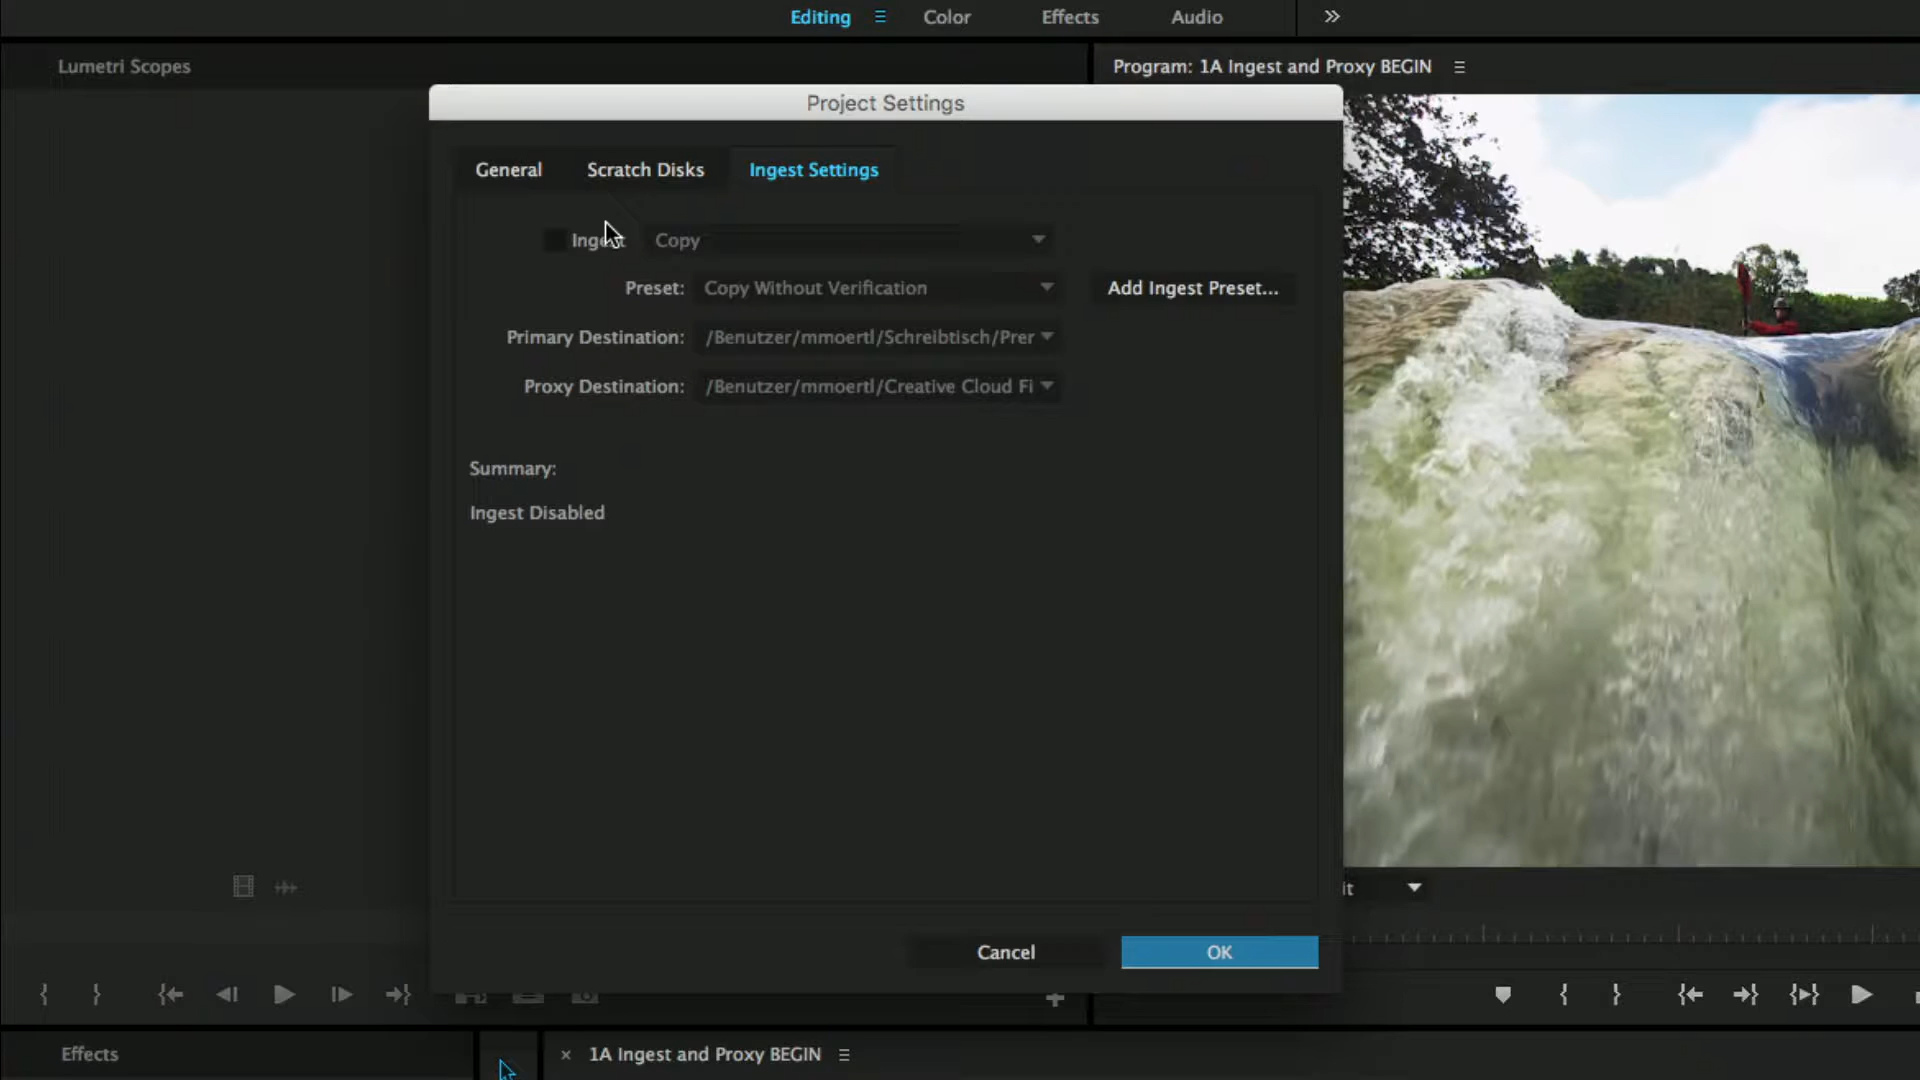 Editing Color Effects Audio
Lumetri Scopes
Program: 1A Ingest and Proxy BEGIN
Project Settings
General Scratch Disks Ingest Settings
Ingest Copy
Preset: Copy Without Verification Add Ingest Preset...
Primary Destination: /Benutzer/mmoertl/Schreibtisch/Prer
Proxy Destination: /Benutzer/mmoertl/Creative Cloud Fi
Summary:
Ingest Disabled
it
Cancel OK
Effects
× 1A Ingest and Proxy BEGIN